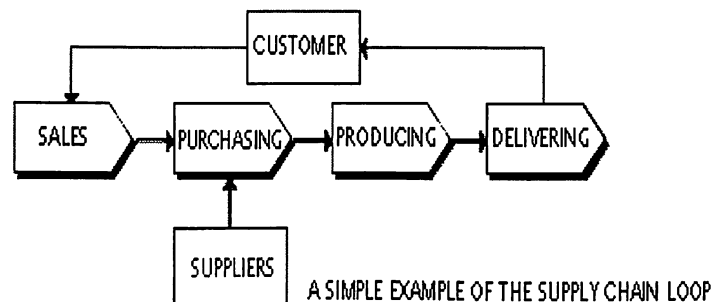 CUSTOMER
SALES
PURCHASING
PRODUCING
DELIVERING
SUPPLIERS
A SIMPLE EXAMPLE OF THE SUPPLY CHAIN LOOP